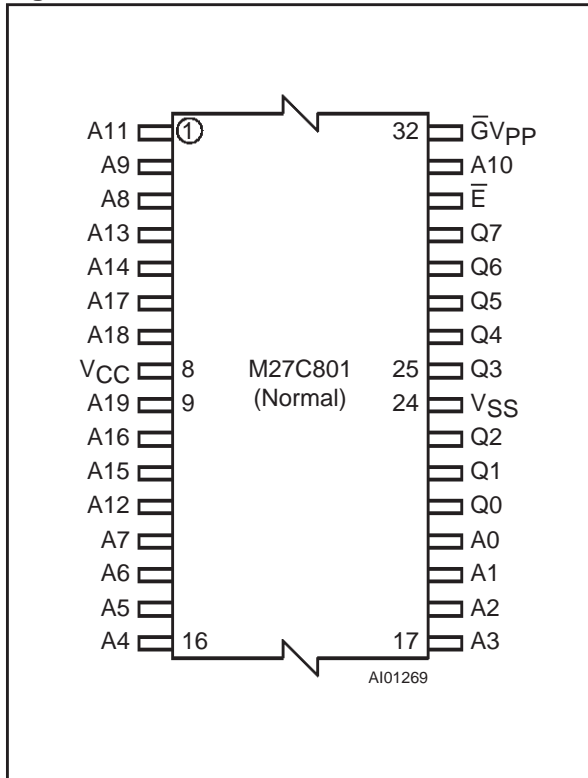 A11 1 32 G̅VPP
A9 A10
A8 E̅
A13 Q7
A14 Q6
A17 Q5
A18 Q4
VCC 8 M27C801 25 Q3
A19 9 (Normal) 24 VSS
A16 Q2
A15 Q1
A12 Q0
A7 A0
A6 A1
A5 A2
A4 16 17 A3
AI01269